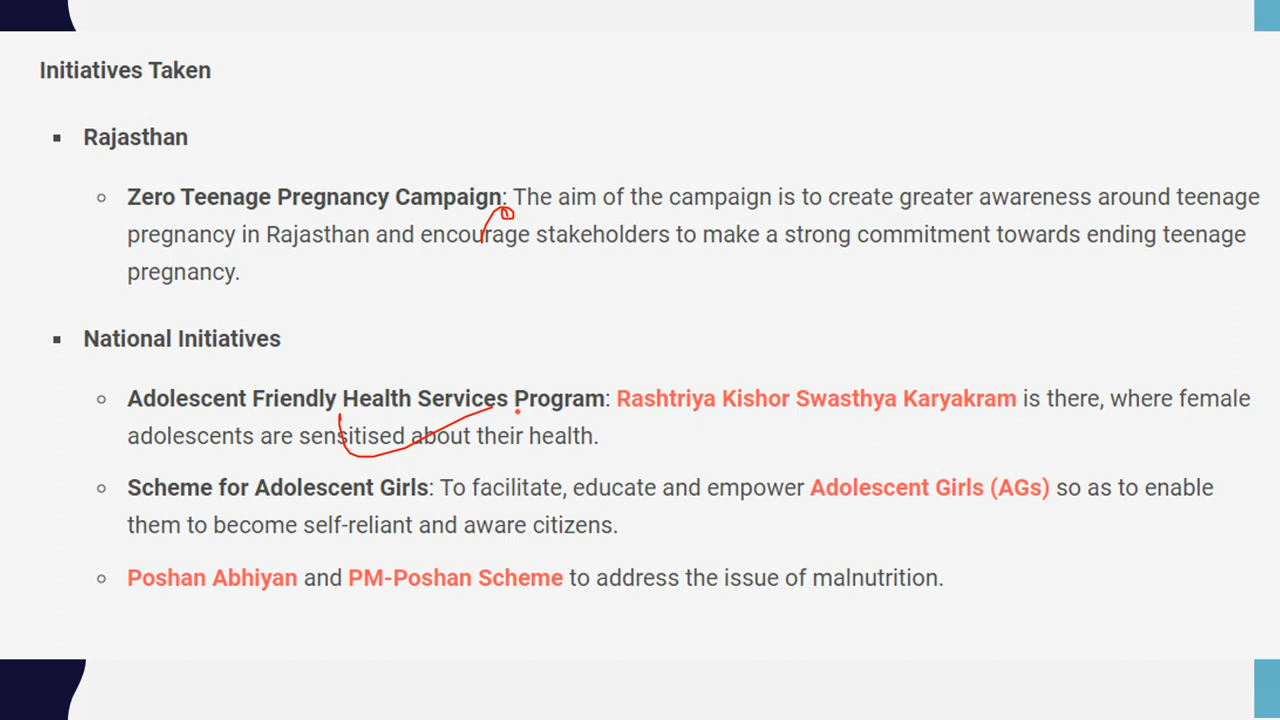 Initiatives Taken
Rajasthan
Zero Teenage Pregnancy Campaign: The aim of the campaign is to create greater awareness around teenage
pregnancy in Rajasthan and encourage stakeholders to make a strong commitment towards ending teenage
pregnancy.
National Initiatives
Adolescent Friendly Health Services Program: Rashtriya Kishor Swasthya Karyakram is there, where female
adolescents are sensitised about their health.
Scheme for Adolescent Girls: To facilitate, educate and empower Adolescent Girls (AGs) so as to enable
them to become self-reliant and aware citizens.
Poshan Abhiyan and PM-Poshan Scheme to address the issue of malnutrition.